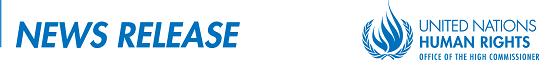 NEWS RELEASE
UNITED NATIONS
HUMAN RIGHTS
OFFICE OF THE HIGH COMMISSIONER